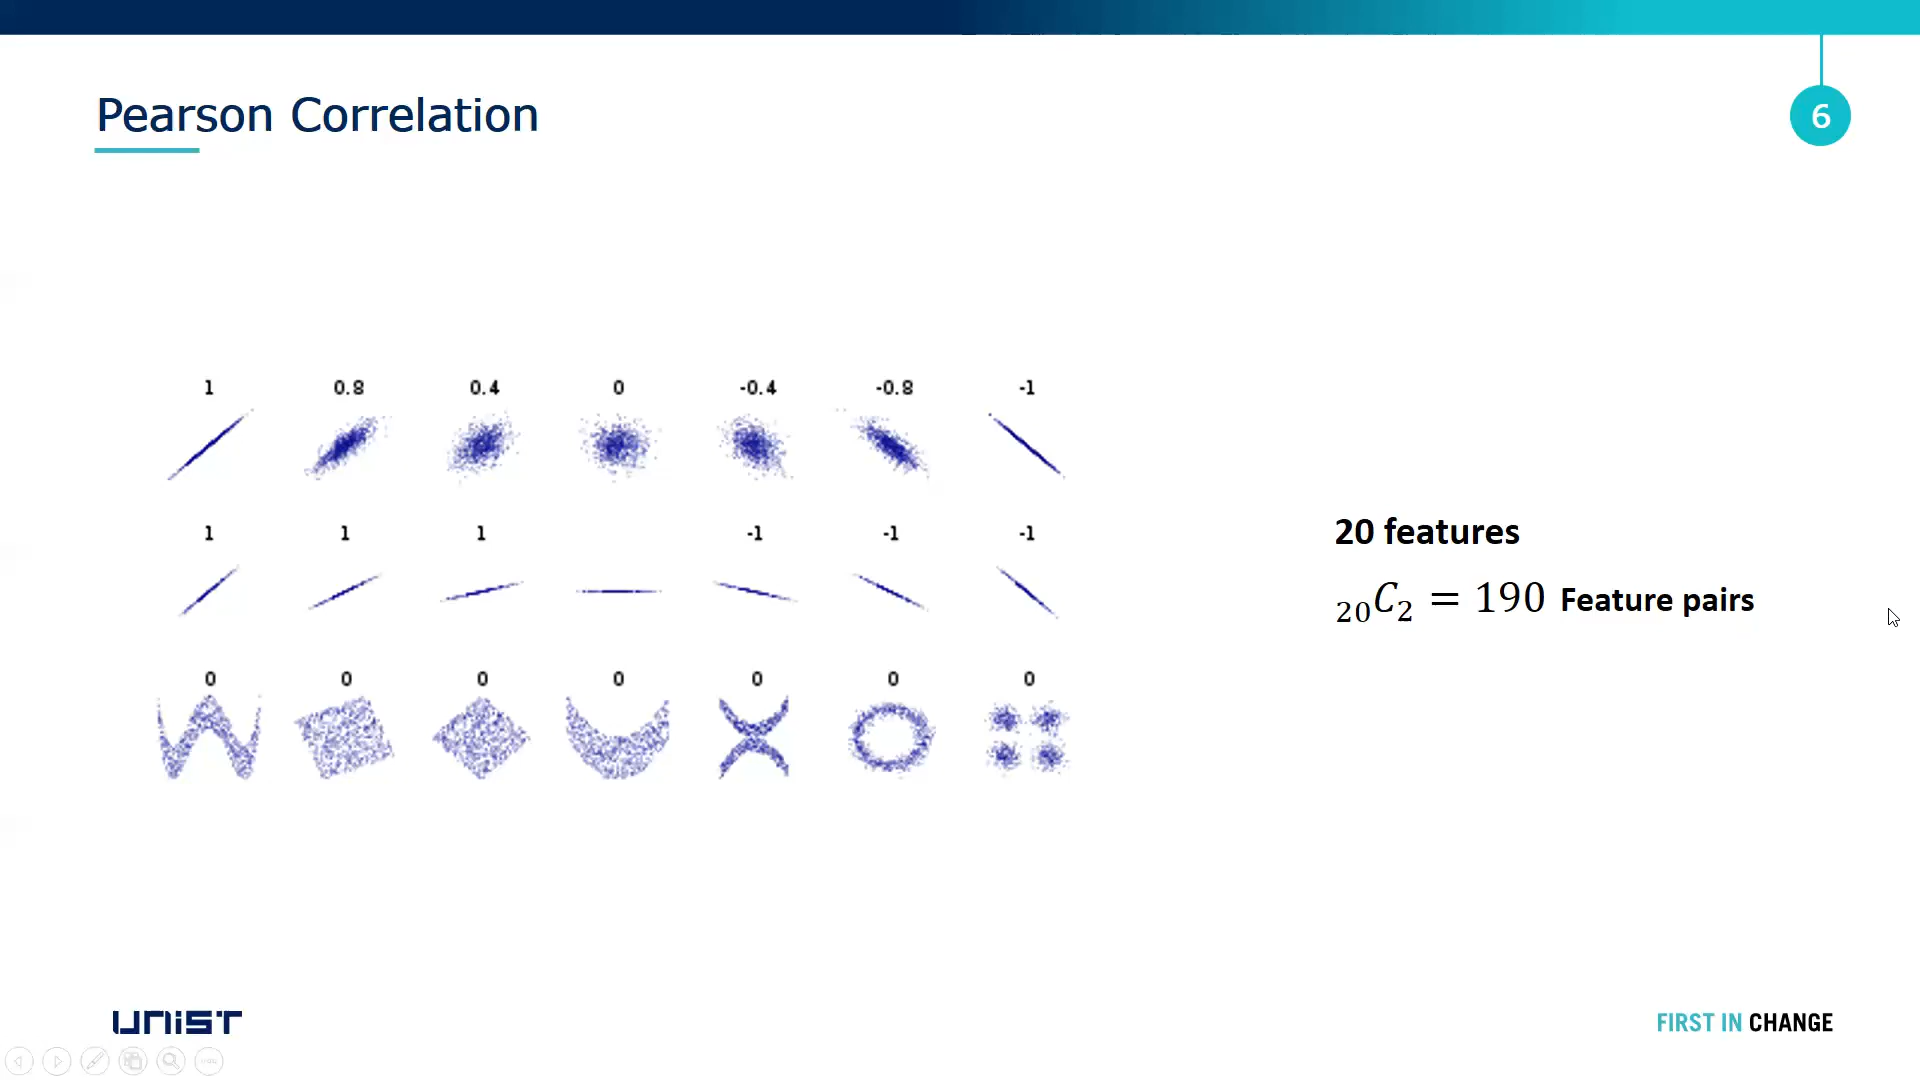 Pearson Correlation
6
1 0.8 0.4 0 -0.4 -0.8 -1
1 1 1 -1 -1 -1
0 0 0 0 0 0 0
20 features
₂₀C₂ = 190 Feature pairs
UNIST
FIRST IN CHANGE